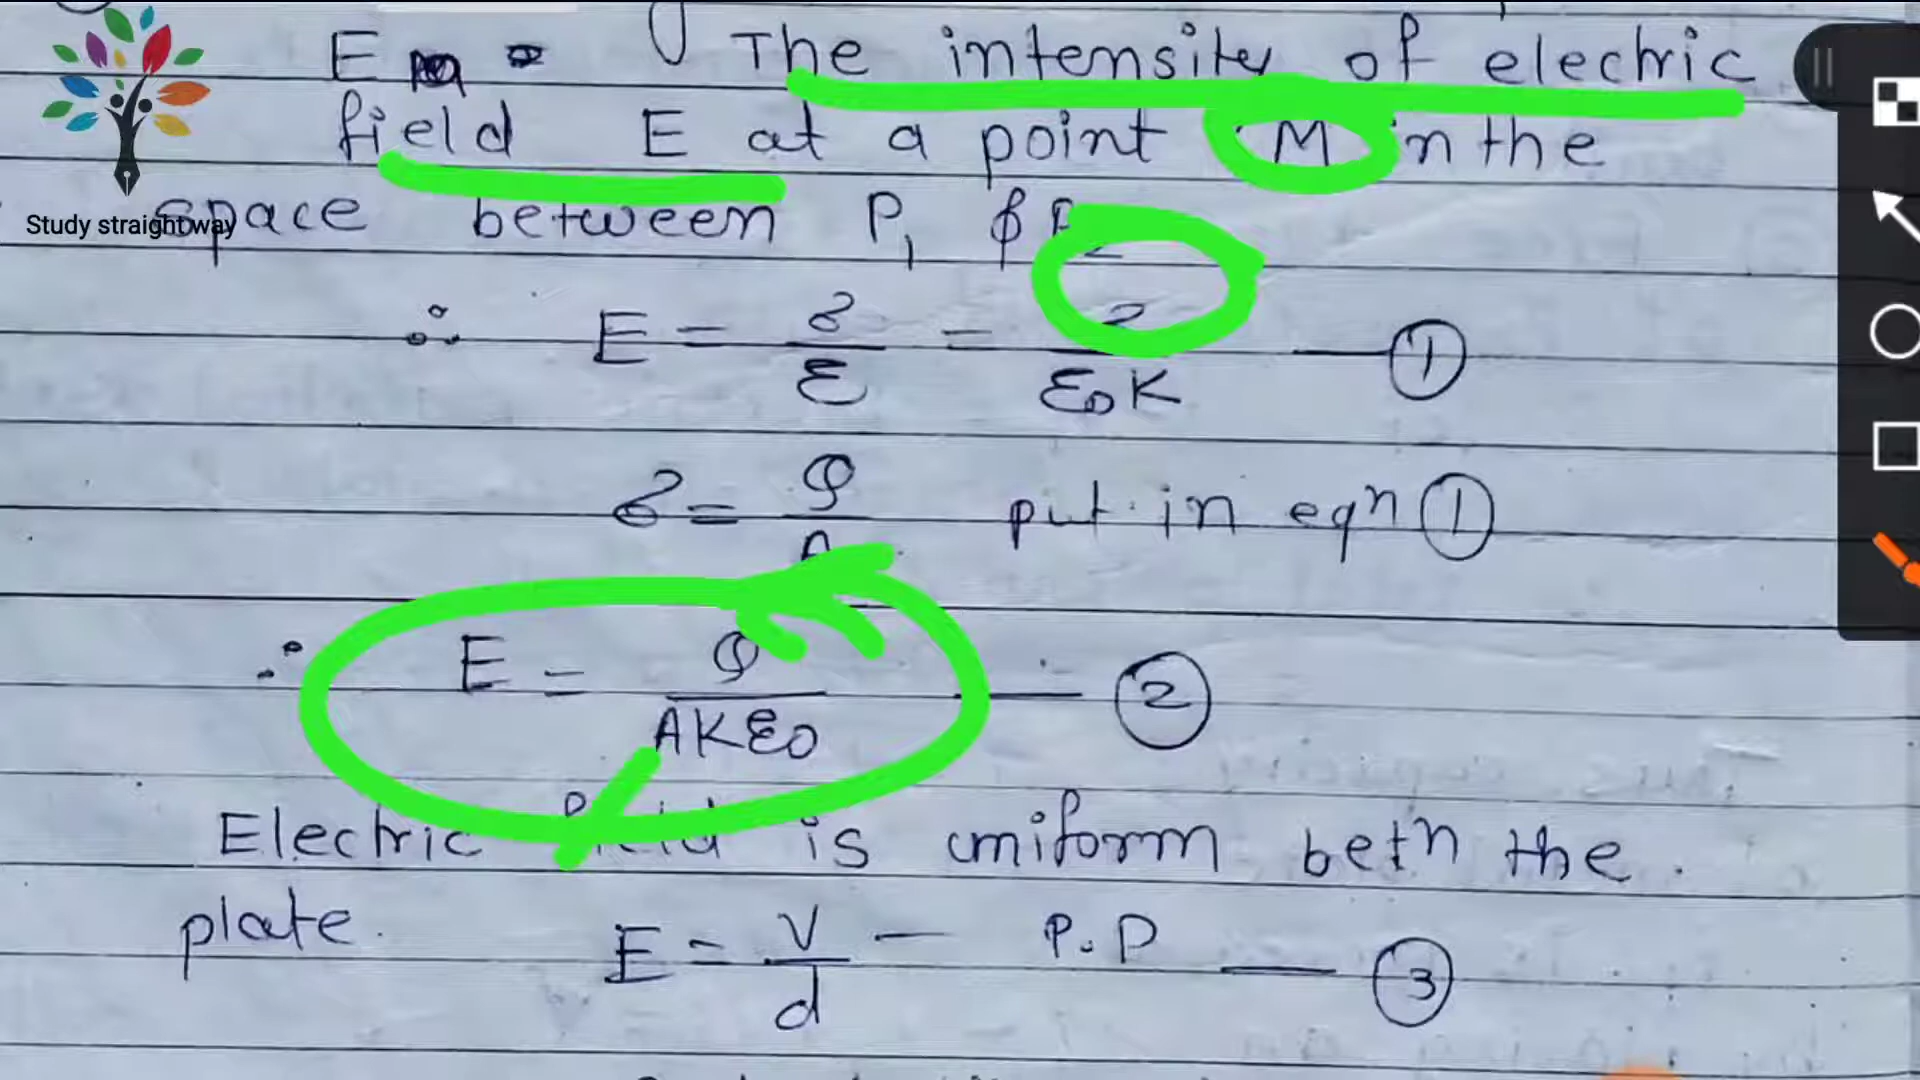 E = The intensity of electric
field E at a point M in the
Study straightway
space between P₁ & P₂
∴ E = σ/ε = σ/ε₀K — ①
σ = Q/A put in eqn ①
∴ E = Q/AKε₀ — ②
Electric field is uniform betn the
plate.
E = V/d — P.D — ③